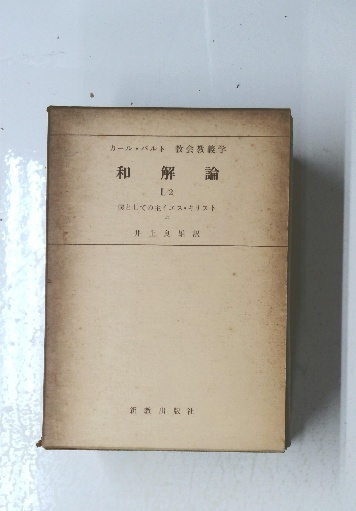 カール・バルト 教会教義学
和解論
I 2
僕としての主イエス・キリスト
上
井上良雄訳
新教出版社